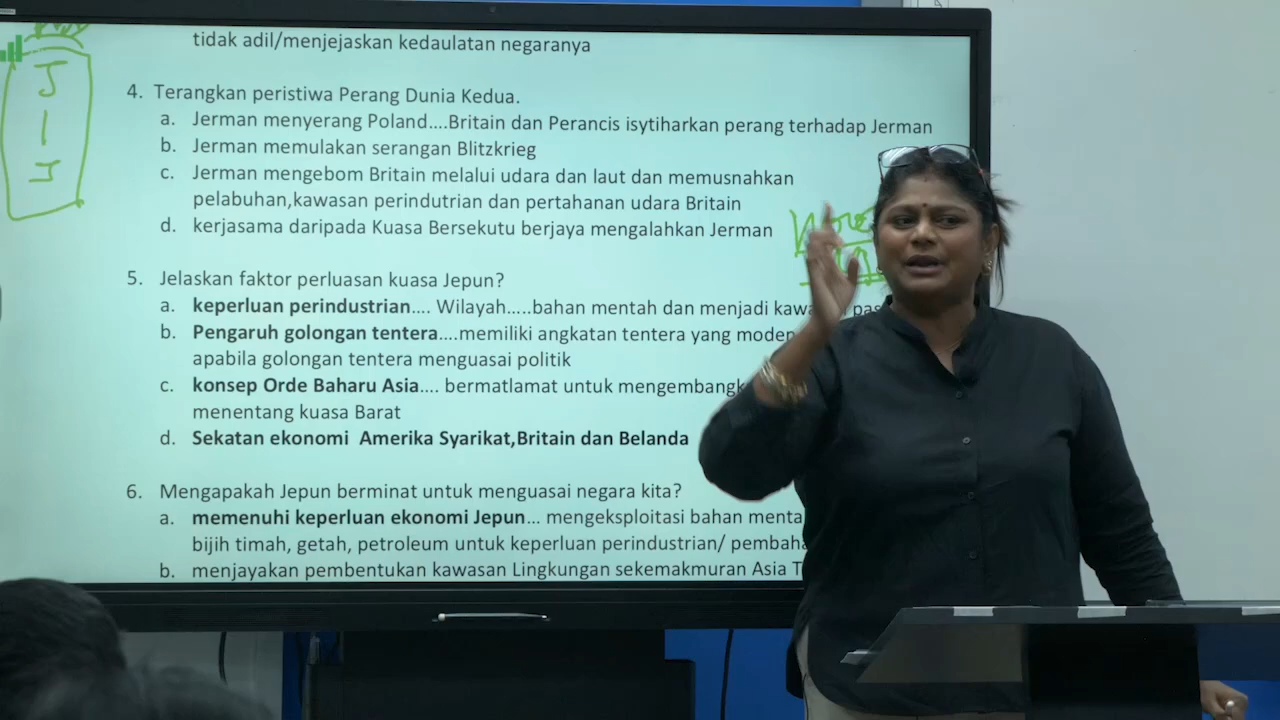 tidak adil/menjejaskan kedaulatan negaranya
J
I
J
4. Terangkan peristiwa Perang Dunia Kedua.
a. Jerman menyerang Poland....Britain dan Perancis isytiharkan perang terhadap Jerman
b. Jerman memulakan serangan Blitzkrieg
c. Jerman mengebom Britain melalui udara dan laut dan memusnahkan
pelabuhan,kawasan perindutrian dan pertahanan udara Britain
d. kerjasama daripada Kuasa Bersekutu berjaya mengalahkan Jerman
5. Jelaskan faktor perluasan kuasa Jepun?
a. keperluan perindustrian.... Wilayah.....bahan mentah dan menjadi
b. Pengaruh golongan tentera....memiliki angkatan tentera yang
apabila golongan tentera menguasai politik
c. konsep Orde Baharu Asia.... bermatlamat untuk
menentang kuasa Barat
d. Sekatan ekonomi Amerika Syarikat,Britain dan Belanda
6. Mengapakah Jepun berminat untuk menguasai negara kita?
a. memenuhi keperluan ekonomi Jepun... mengeksploitasi bahan
bijih timah, getah, petroleum untuk keperluan perindustrian/
b. menjayakan pembentukan kawasan Lingkungan sekemakmuran Asia